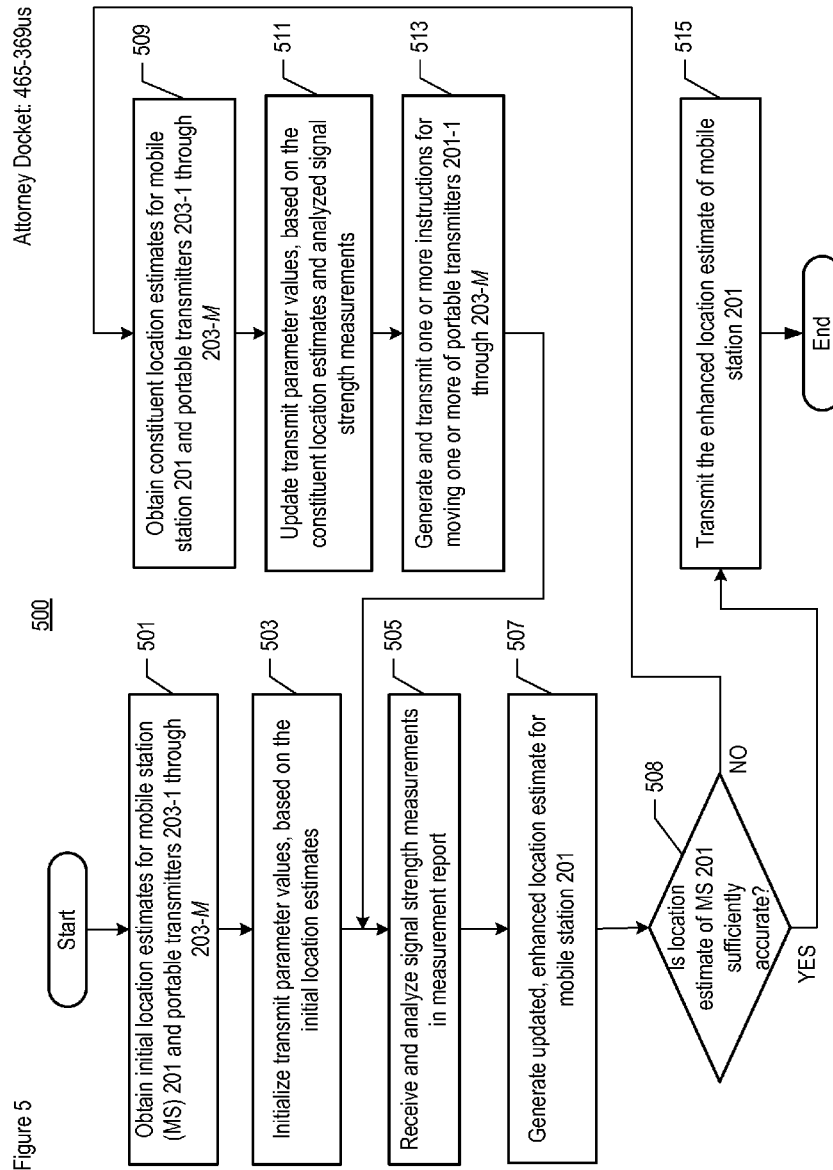 Attorney Docket: 465-369us
Figure 5
500
Start
Obtain initial location estimates for mobile station
(MS) 201 and portable transmitters 203-1 through
203-M
501
Initialize transmit parameter values, based on the
initial location estimates
503
Receive and analyze signal strength measurements
in measurement report
505
Generate updated, enhanced location estimate for
mobile station 201
507
Is location
estimate of MS 201
sufficiently
accurate?
508
NO
YES
Obtain constituent location estimates for mobile
station 201 and portable transmitters 203-1 through
203-M
509
Update transmit parameter values, based on the
constituent location estimates and analyzed signal
strength measurements
511
Generate and transmit one or more instructions for
moving one or more of portable transmitters 201-1
through 203-M
513
Transmit the enhanced location estimate of mobile
station 201
515
End